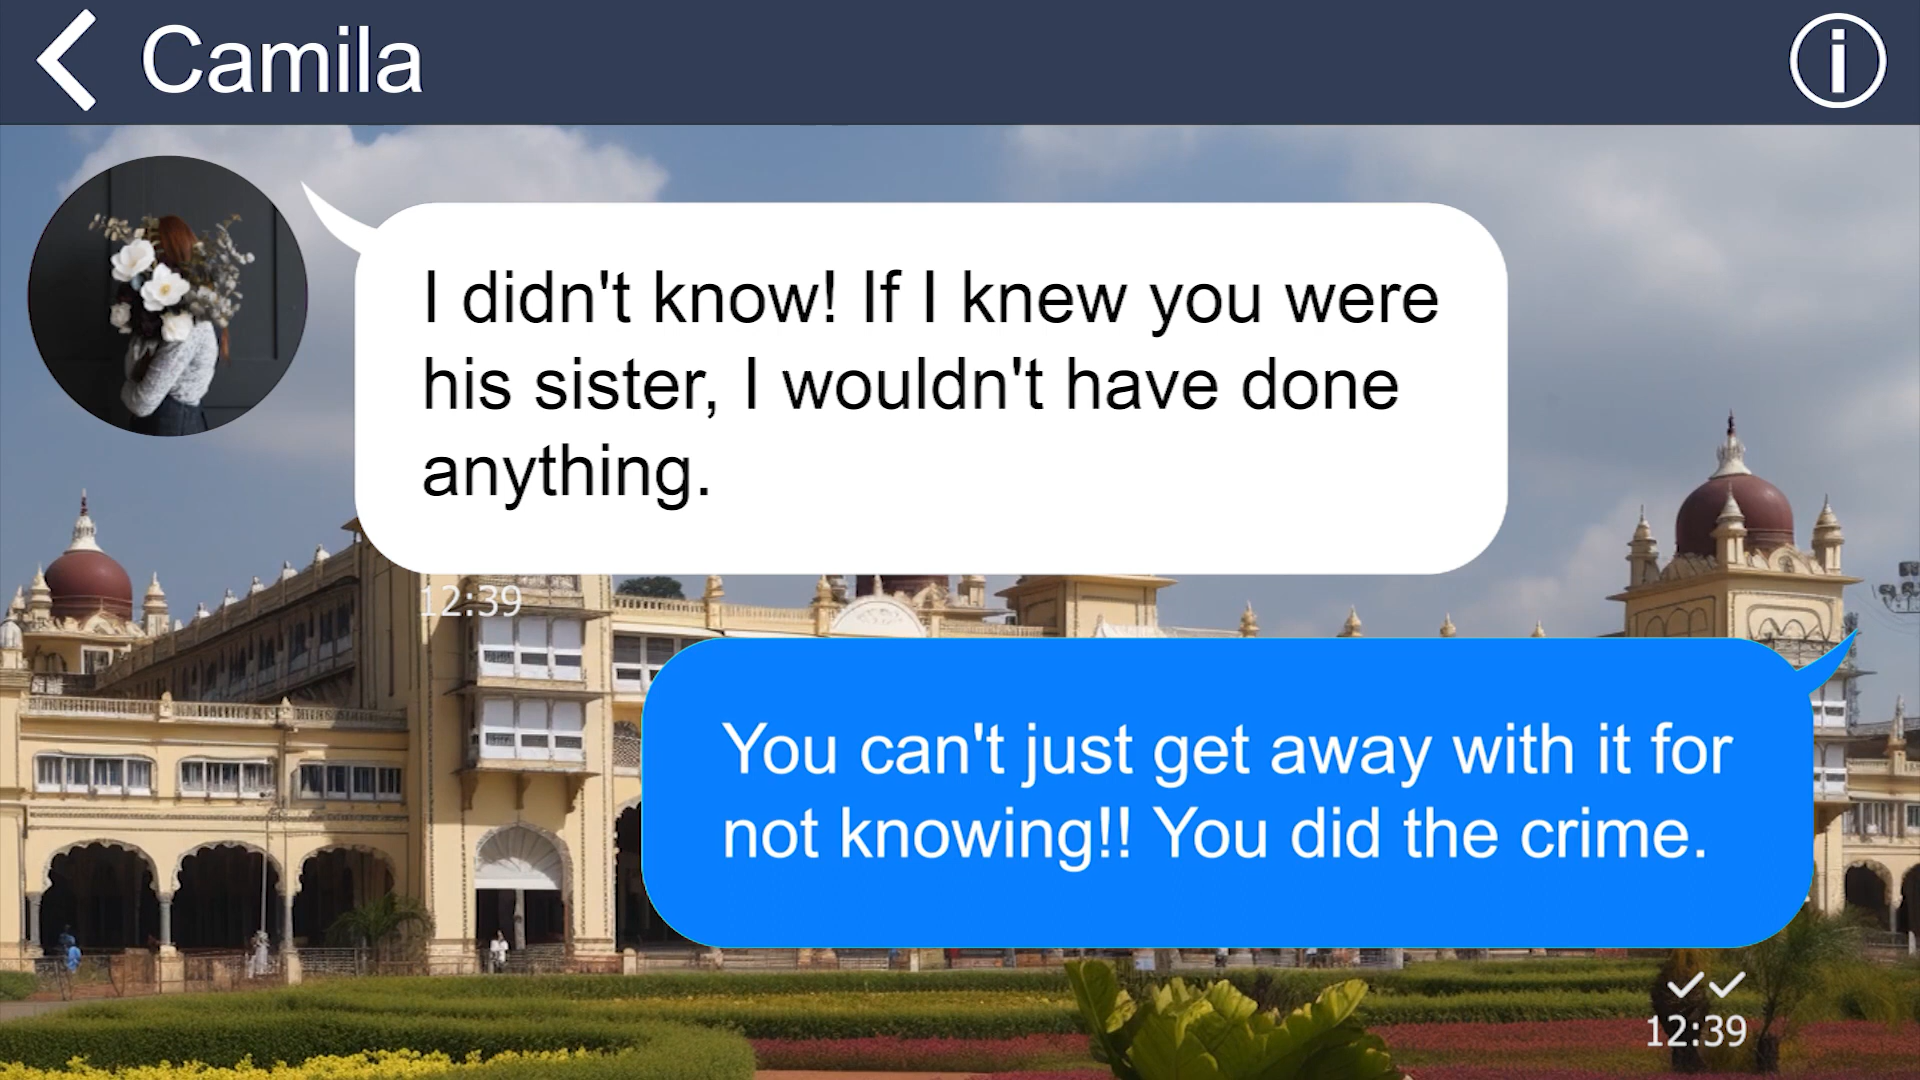 Camila
I didn't know! If I knew you were
his sister, I wouldn't have done
anything.
12:39
You can't just get away with it for
not knowing!! You did the crime.
12:39